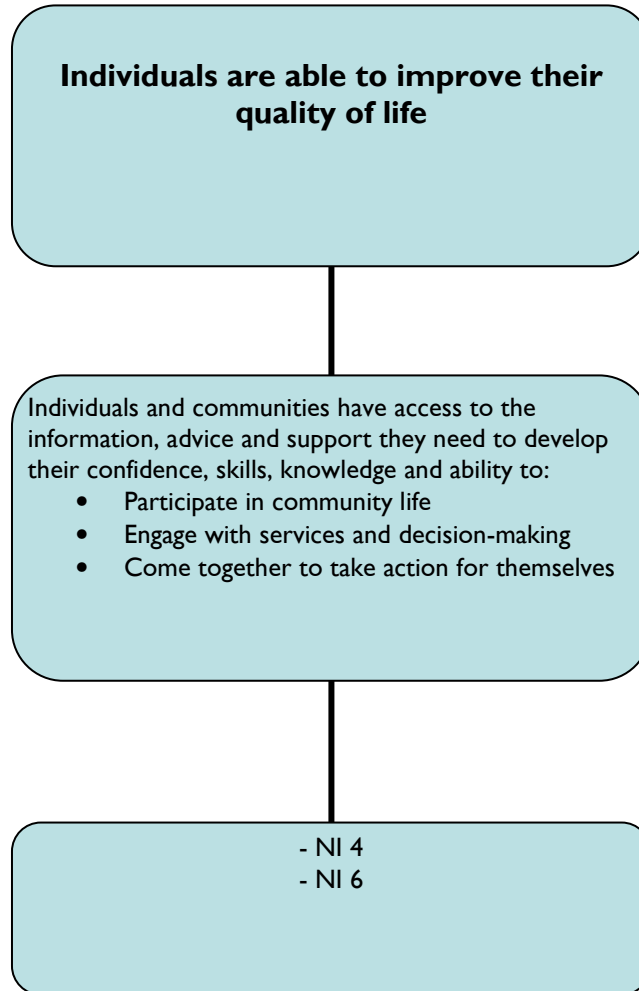 Individuals are able to improve their
quality of life
Individuals and communities have access to the
information, advice and support they need to develop
their confidence, skills, knowledge and ability to:
• Participate in community life
• Engage with services and decision-making
• Come together to take action for themselves
- NI 4
- NI 6